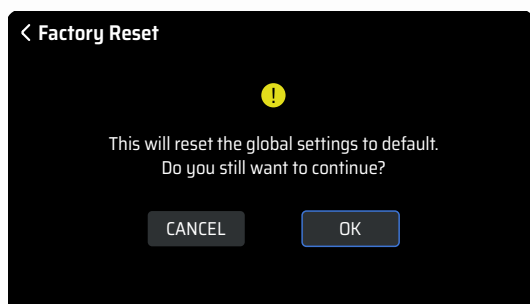 Factory Reset
This will reset the global settings to default.
Do you still want to continue?
CANCEL
OK